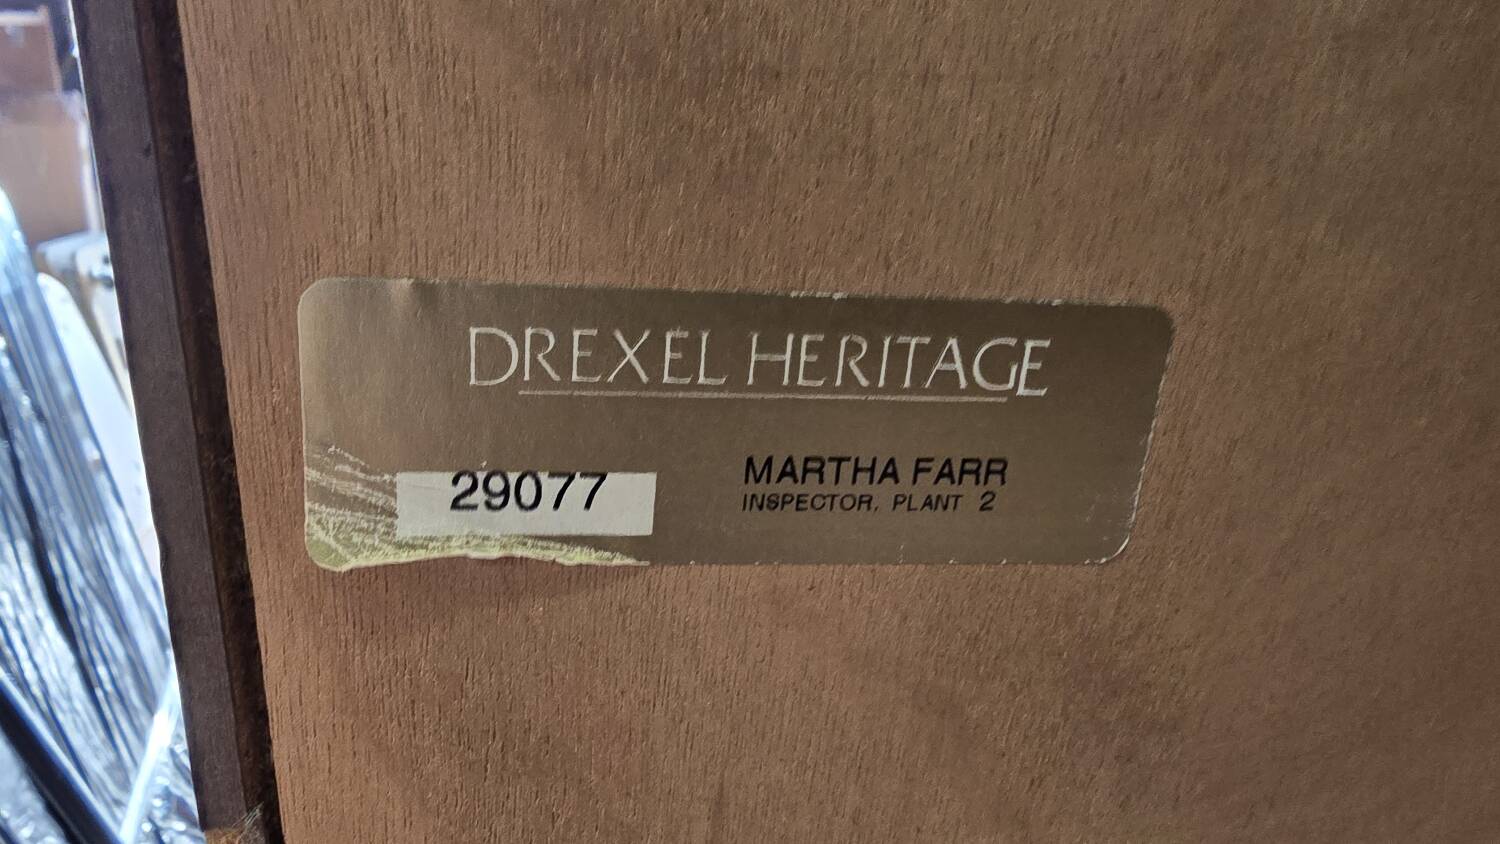 DREXEL HERITAGE
29077
MARTHA FARR
INSPECTOR, PLANT 2